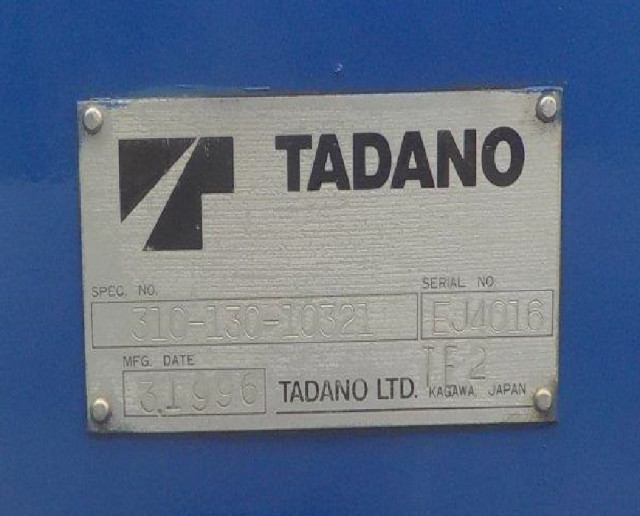 TADANO
SPEC. NO. SERIAL NO
310-130-10321 EJ4016
MFG. DATE TF2
3.1996 TADANO LTD. KAGAWA, JAPAN